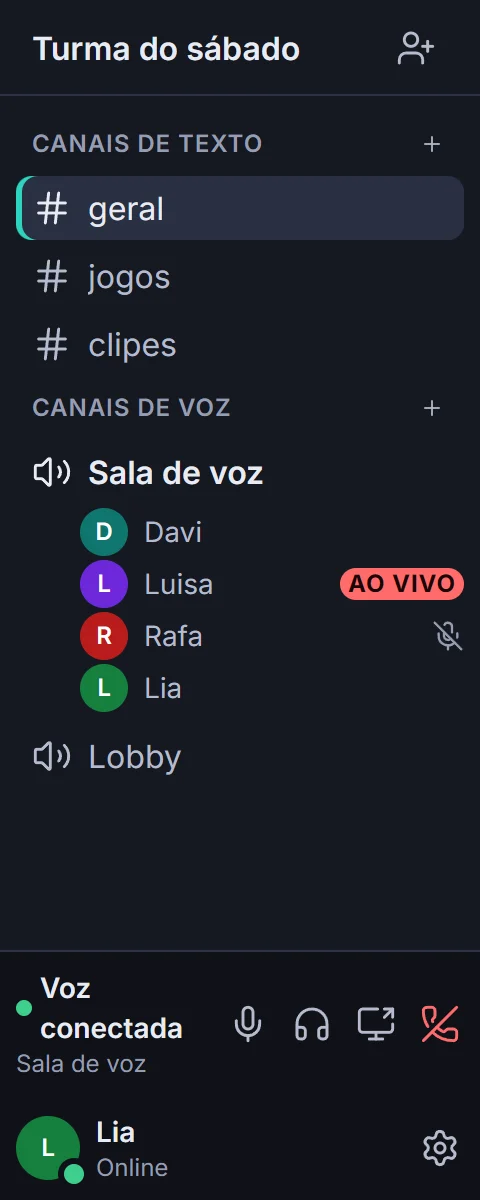 Turma do sábado
CANAIS DE TEXTO
# geral
# jogos
# clipes
CANAIS DE VOZ
Sala de voz
D Davi
L Luisa AO VIVO
R Rafa
L Lia
Lobby
Voz
conectada
Sala de voz
L Lia
Online